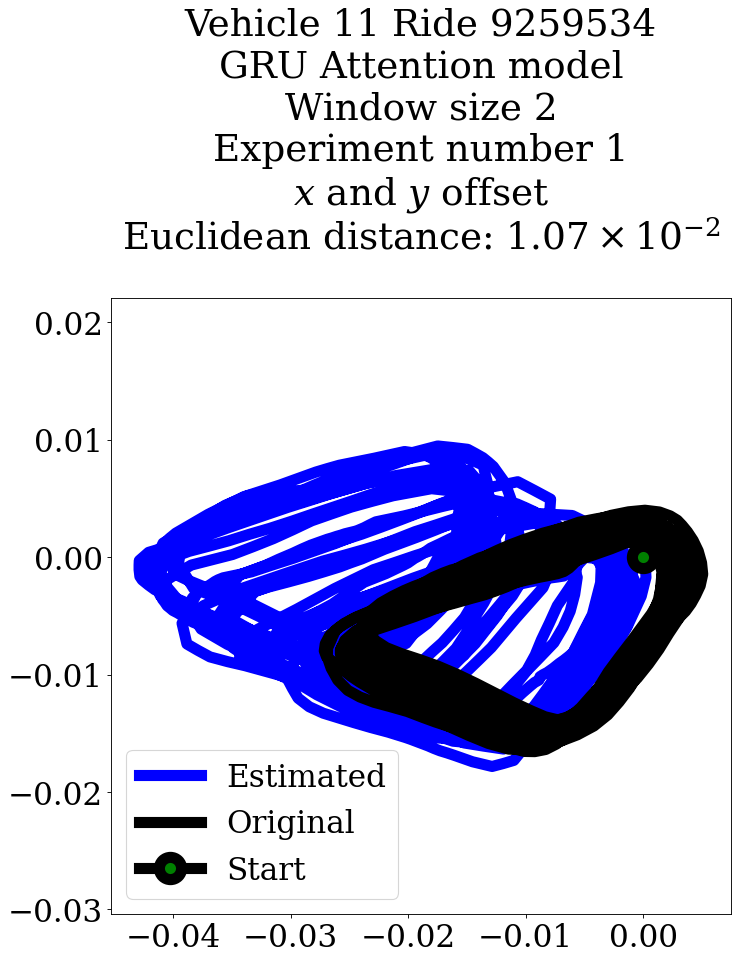 Vehicle 11 Ride 9259534
GRU Attention model
Window size 2
Experiment number 1
x and y offset
Euclidean distance: 1.07 × 10⁻²
0.02
0.01
0.00
−0.01
−0.02
−0.03
Estimated
Original
Start
−0.04 −0.03 −0.02 −0.01 0.00